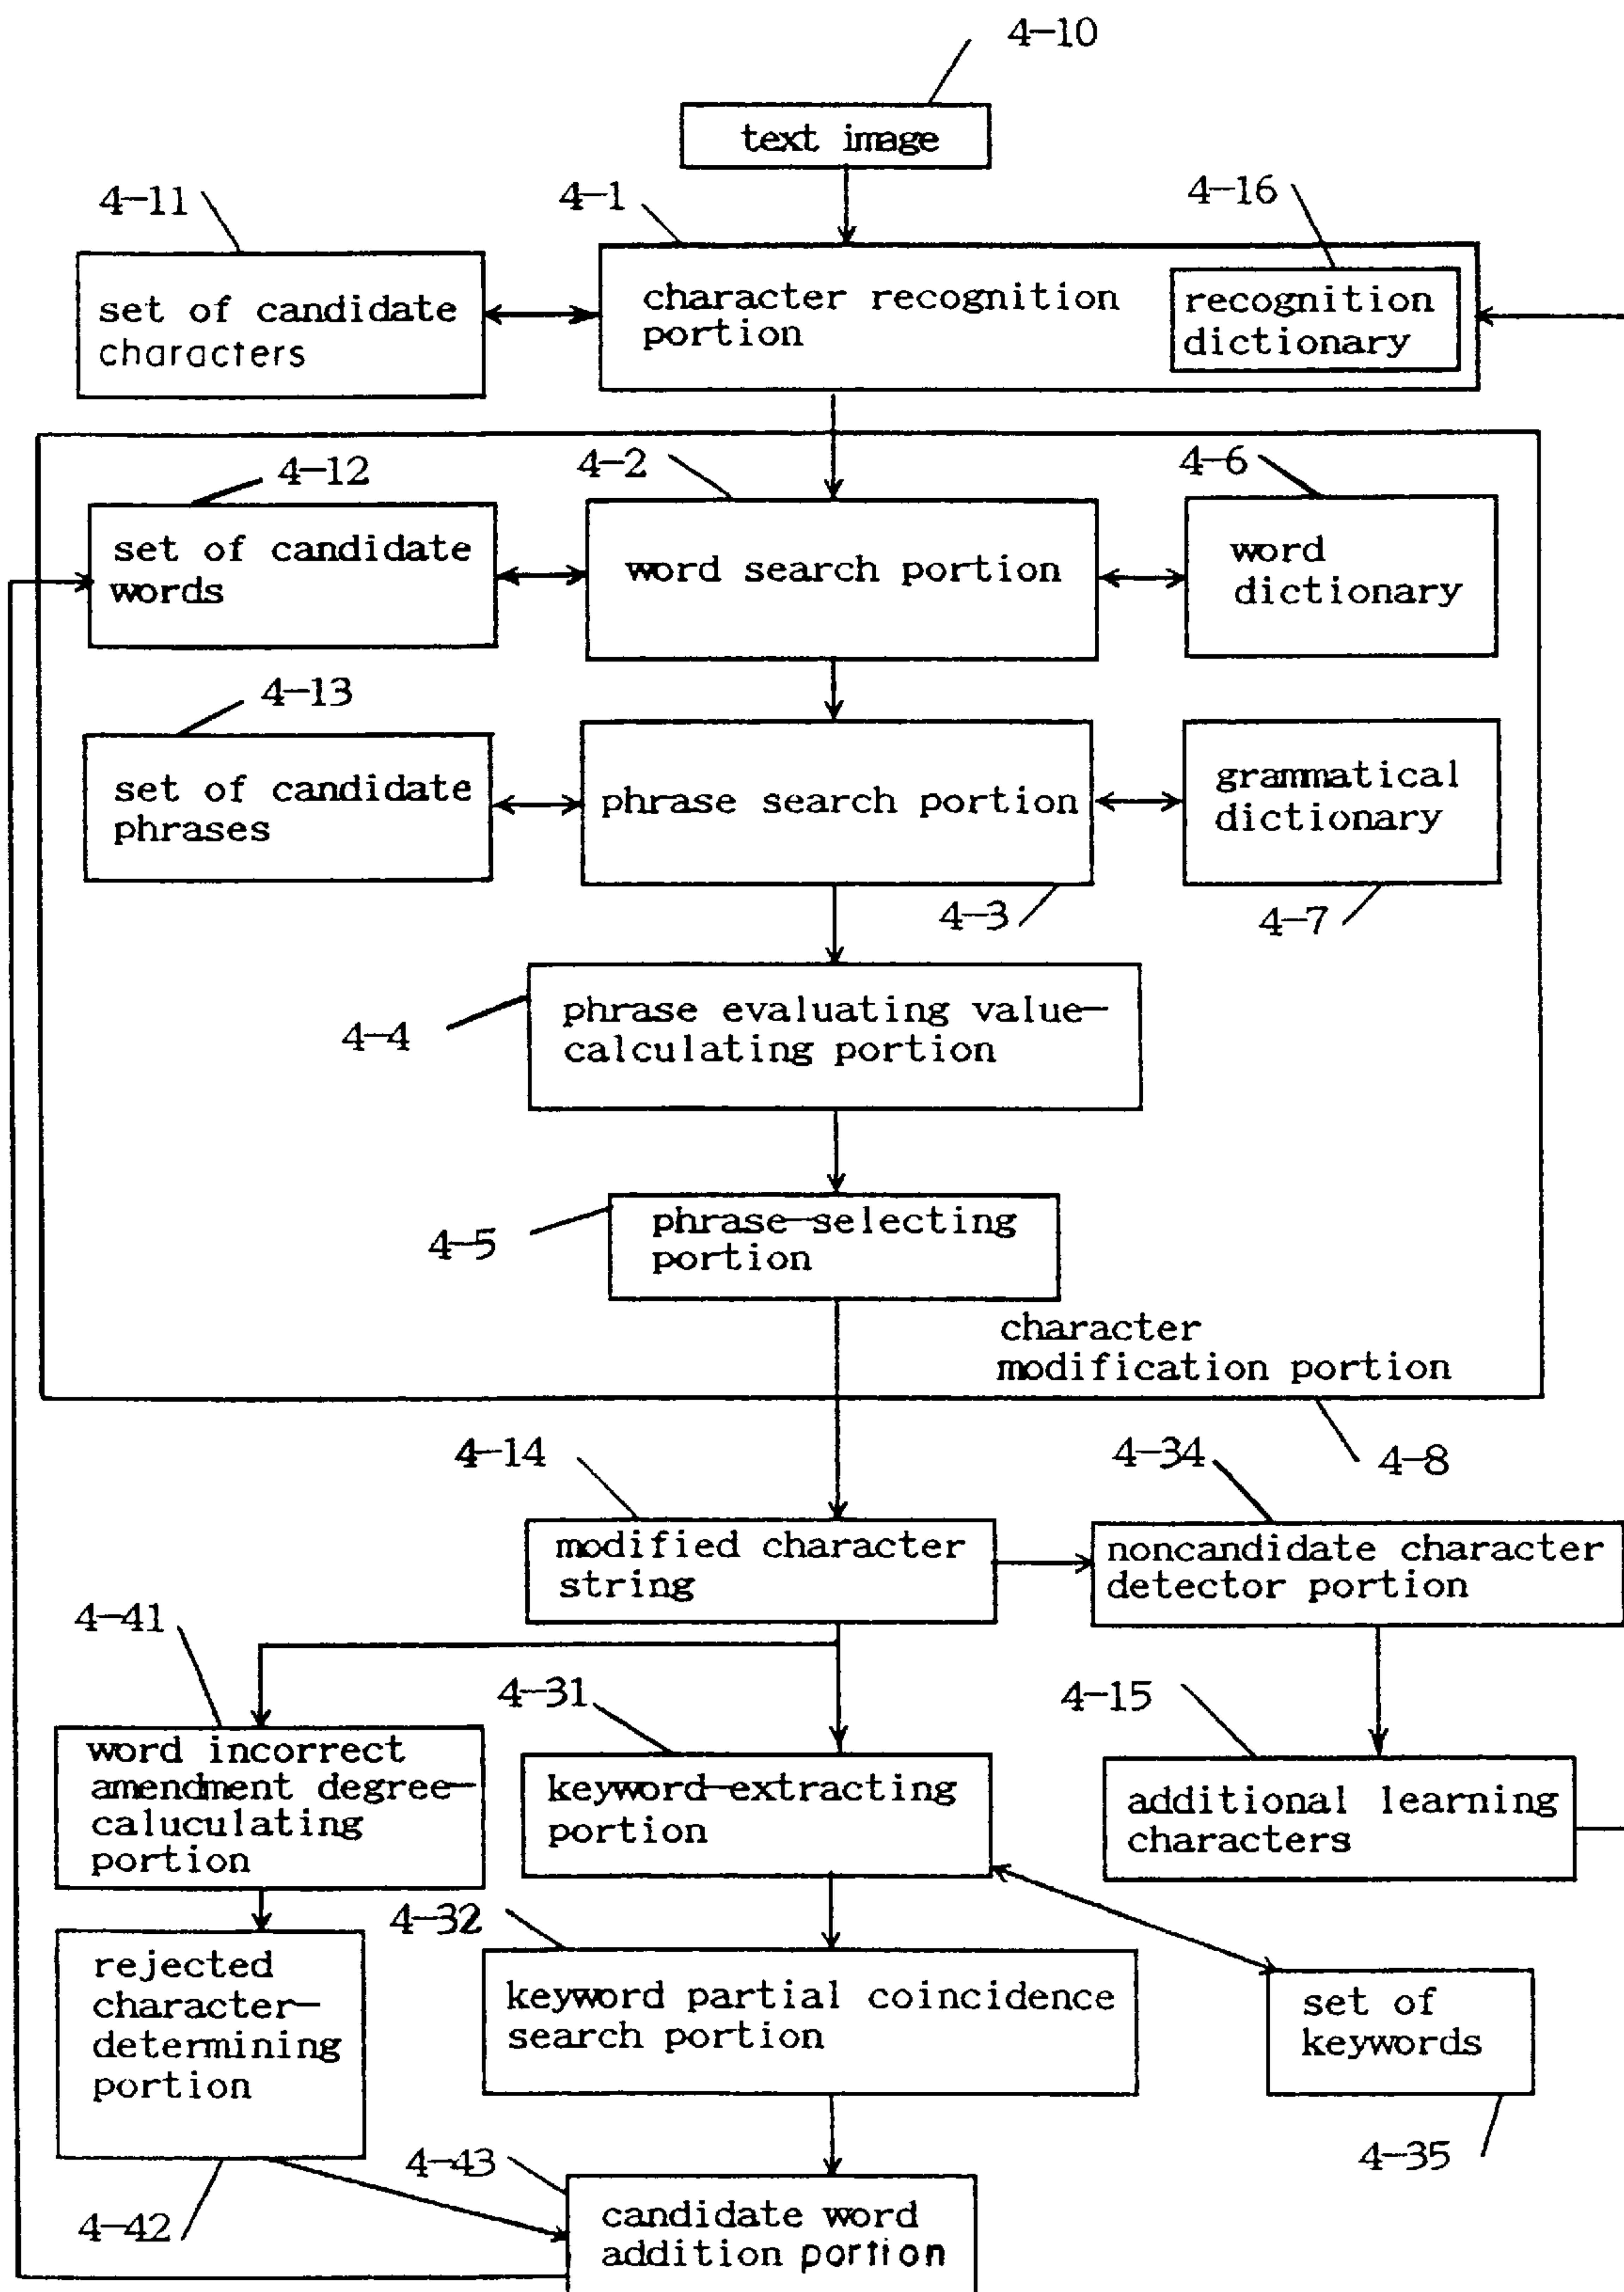 4-10
text image
4-11
4-1
4-16
set of candidate
characters
character recognition
portion
recognition
dictionary
4-12
4-2
4-6
set of candidate
words
word search portion
word
dictionary
4-13
set of candidate
phrases
phrase search portion
grammatical
dictionary
4-3
4-7
4-4
phrase evaluating value-
calculating portion
4-5
phrase-selecting
portion
character
modification portion
4-8
4-14
4-34
modified character
string
noncandidate character
detector portion
4-41
4-31
4-15
word incorrect
amendment degree-
caluculating
portion
keyword-extracting
portion
additional learning
characters
4-32
rejected
character-
determining
portion
keyword partial coincidence
search portion
set of
keywords
4-35
4-42
4-43
candidate word
addition portion